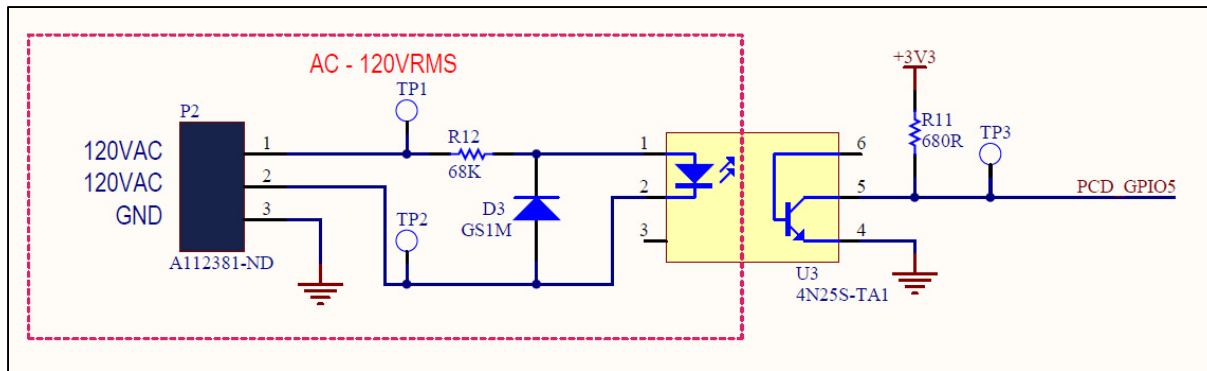 AC - 120VRMS
+3V3
P2
TP1
R12
68K
R11
680R
TP3
120VAC
120VAC
GND
1
2
3
1
2
3
6
5
4
PCD_GPIO5
TP2
D3
GS1M
A112381-ND
U3
4N25S-TA1